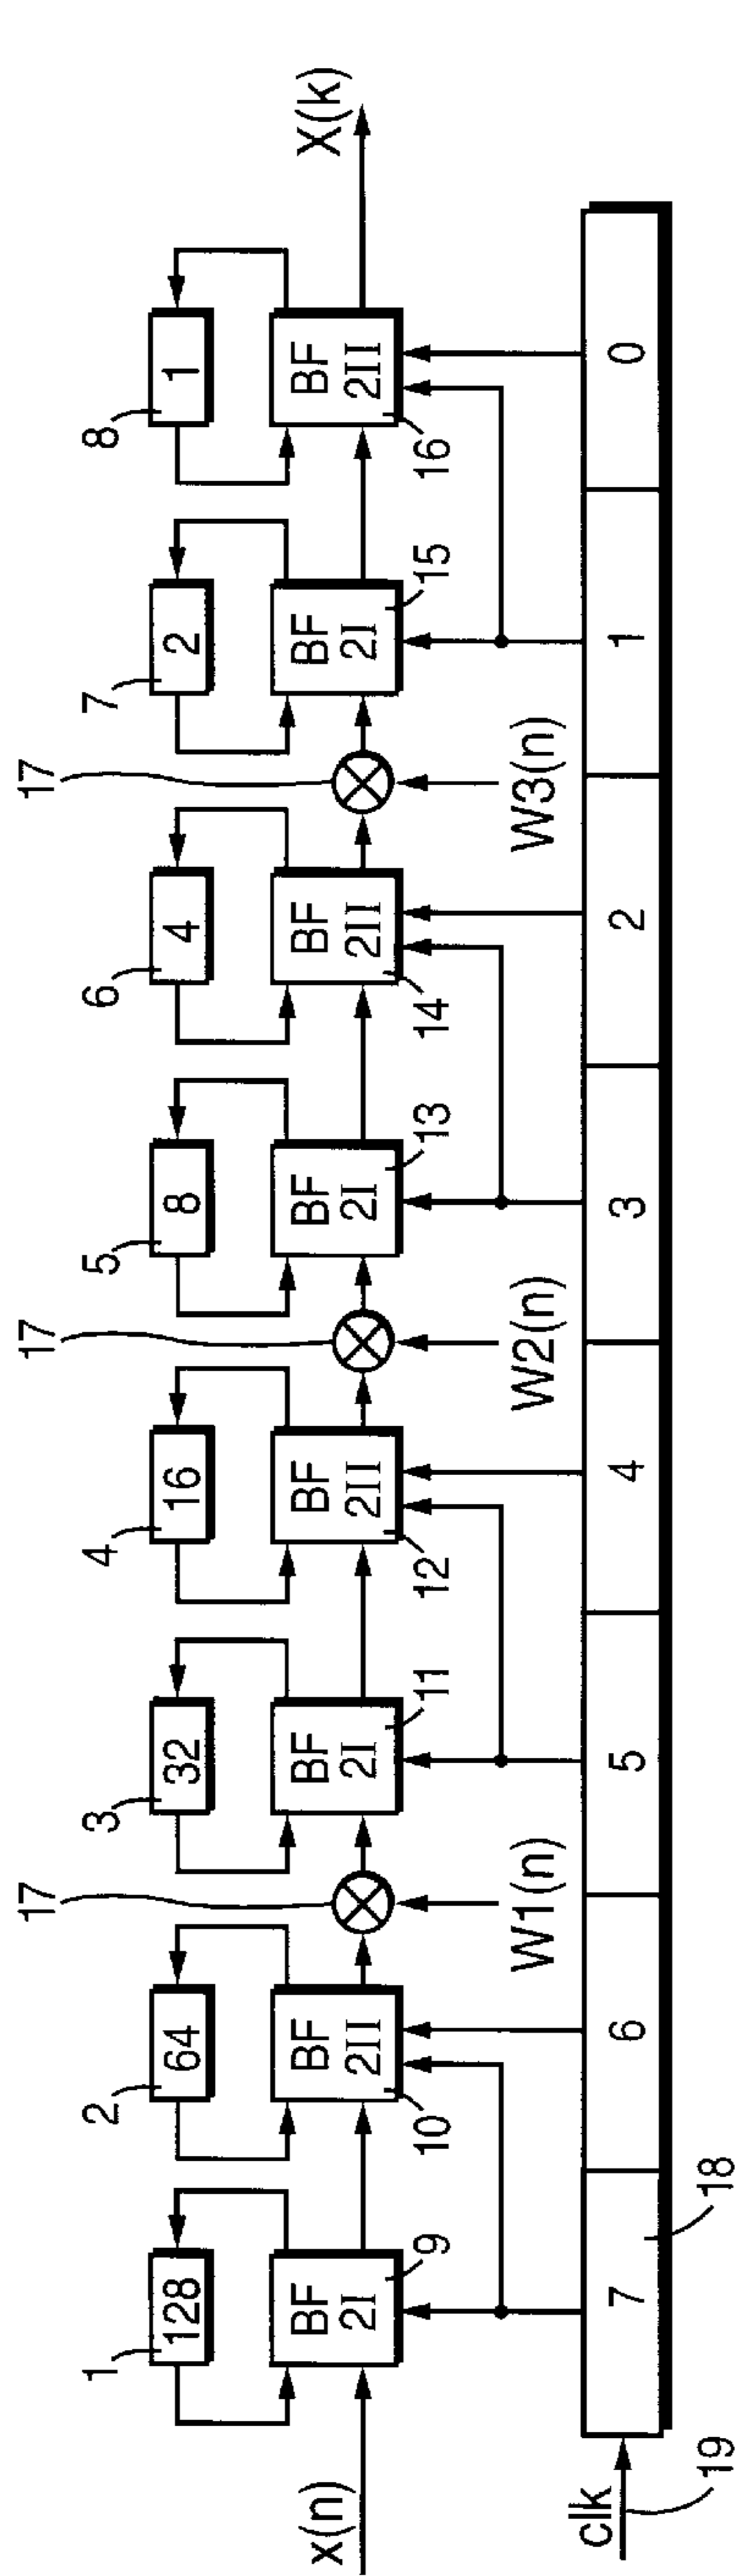 1 2 3 17 4 5 17 6 7 17 8
128 64 32 16 8 4 2 1
x(n) BF 2I BF 2II BF 2I BF 2II BF 2I BF 2II BF 2I BF 2II X(k)
9 10 11 12 13 14 15 16
W1(n) W2(n) W3(n)
clk 7 6 5 4 3 2 1 0
19 18